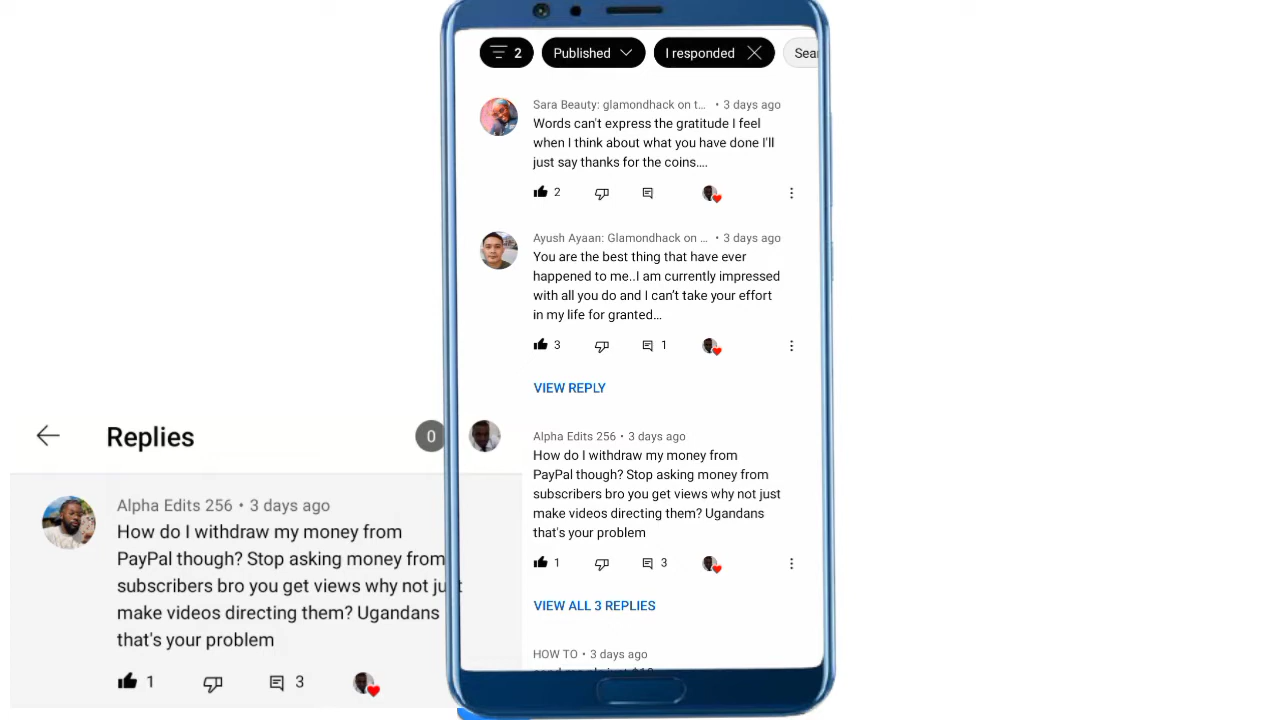 2
Published
I responded
Sear
Sara Beauty: glamondhack on t... • 3 days ago
Words can't express the gratitude I feel
when I think about what you have done I'll
just say thanks for the coins....
2
Ayush Ayaan: Glamondhack on ... • 3 days ago
You are the best thing that have ever
happened to me..I am currently impressed
with all you do and I can't take your effort
in my life for granted...
3
1
VIEW REPLY
Alpha Edits 256 • 3 days ago
How do I withdraw my money from
PayPal though? Stop asking money from
subscribers bro you get views why not just
make videos directing them? Ugandans
that's your problem
1
3
VIEW ALL 3 REPLIES
HOW TO • 3 days ago
Replies
0
Alpha Edits 256 • 3 days ago
How do I withdraw my money from
PayPal though? Stop asking money from
subscribers bro you get views why not just
make videos directing them? Ugandans
that's your problem
1
3